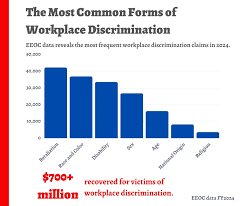 The Most Common Forms of
Workplace Discrimination
EEOC data reveals the most frequent workplace discrimination claims in 2024.
50,000
40,000
30,000
20,000
10,000
0
Retaliation
Race and Color
Disability
Sex
Age
National Origin
Religion
$700+
million
recovered for victims of
workplace discrimination.
EEOC data FY2024